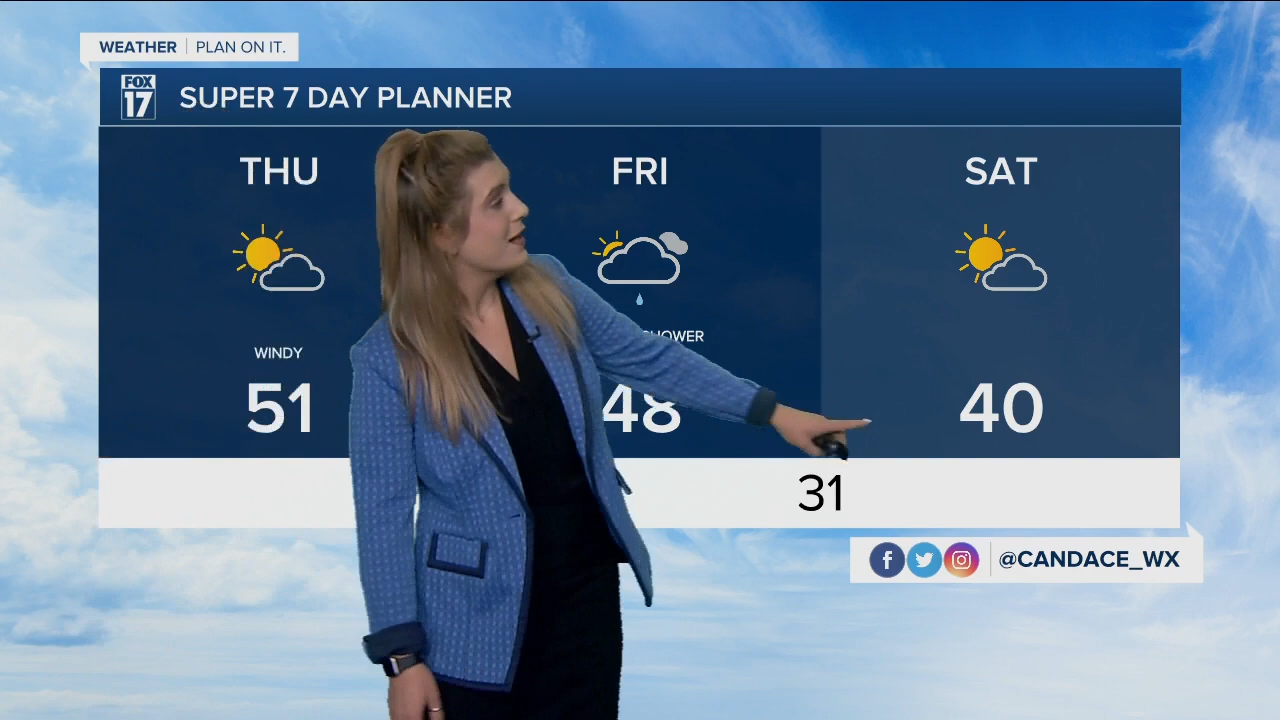 WEATHER | PLAN ON IT.
FOX
17
SUPER 7 DAY PLANNER
THU FRI SAT
WINDY
51 48 40
31
f @CANDACE_WX